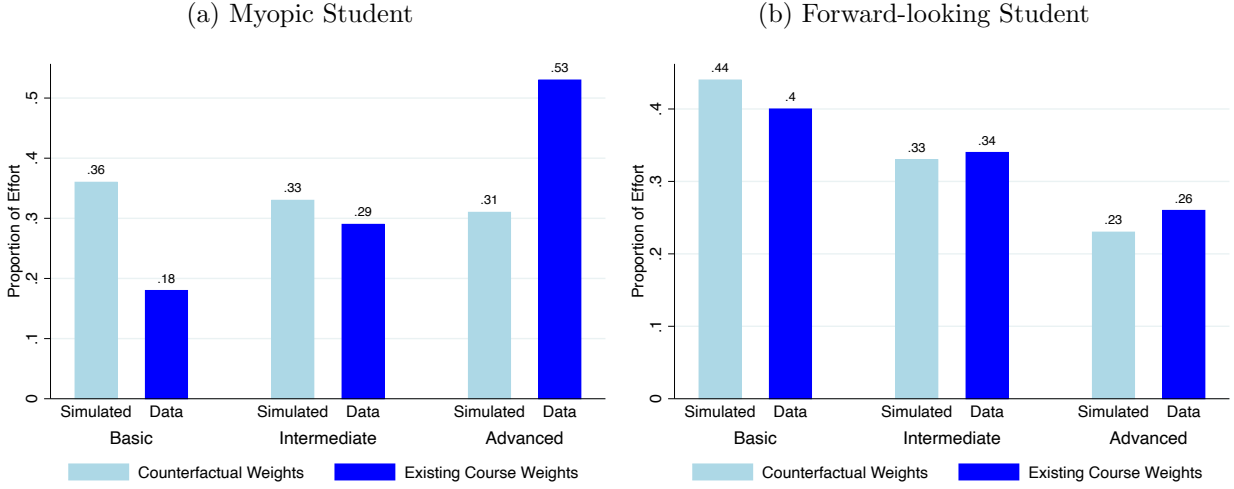 (a) Myopic Student
Proportion of Effort
0
.1
.2
.3
.4
.5
.36
.18
.33
.29
.31
.53
Simulated Data Simulated Data Simulated Data
Basic Intermediate Advanced
Counterfactual Weights Existing Course Weights
(b) Forward-looking Student
Proportion of Effort
0
.1
.2
.3
.4
.44
.4
.33
.34
.23
.26
Simulated Data Simulated Data Simulated Data
Basic Intermediate Advanced
Counterfactual Weights Existing Course Weights